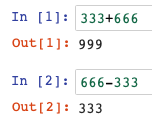 In [1]: 333+666
Out[1]: 999
In [2]: 666-333
Out[2]: 333